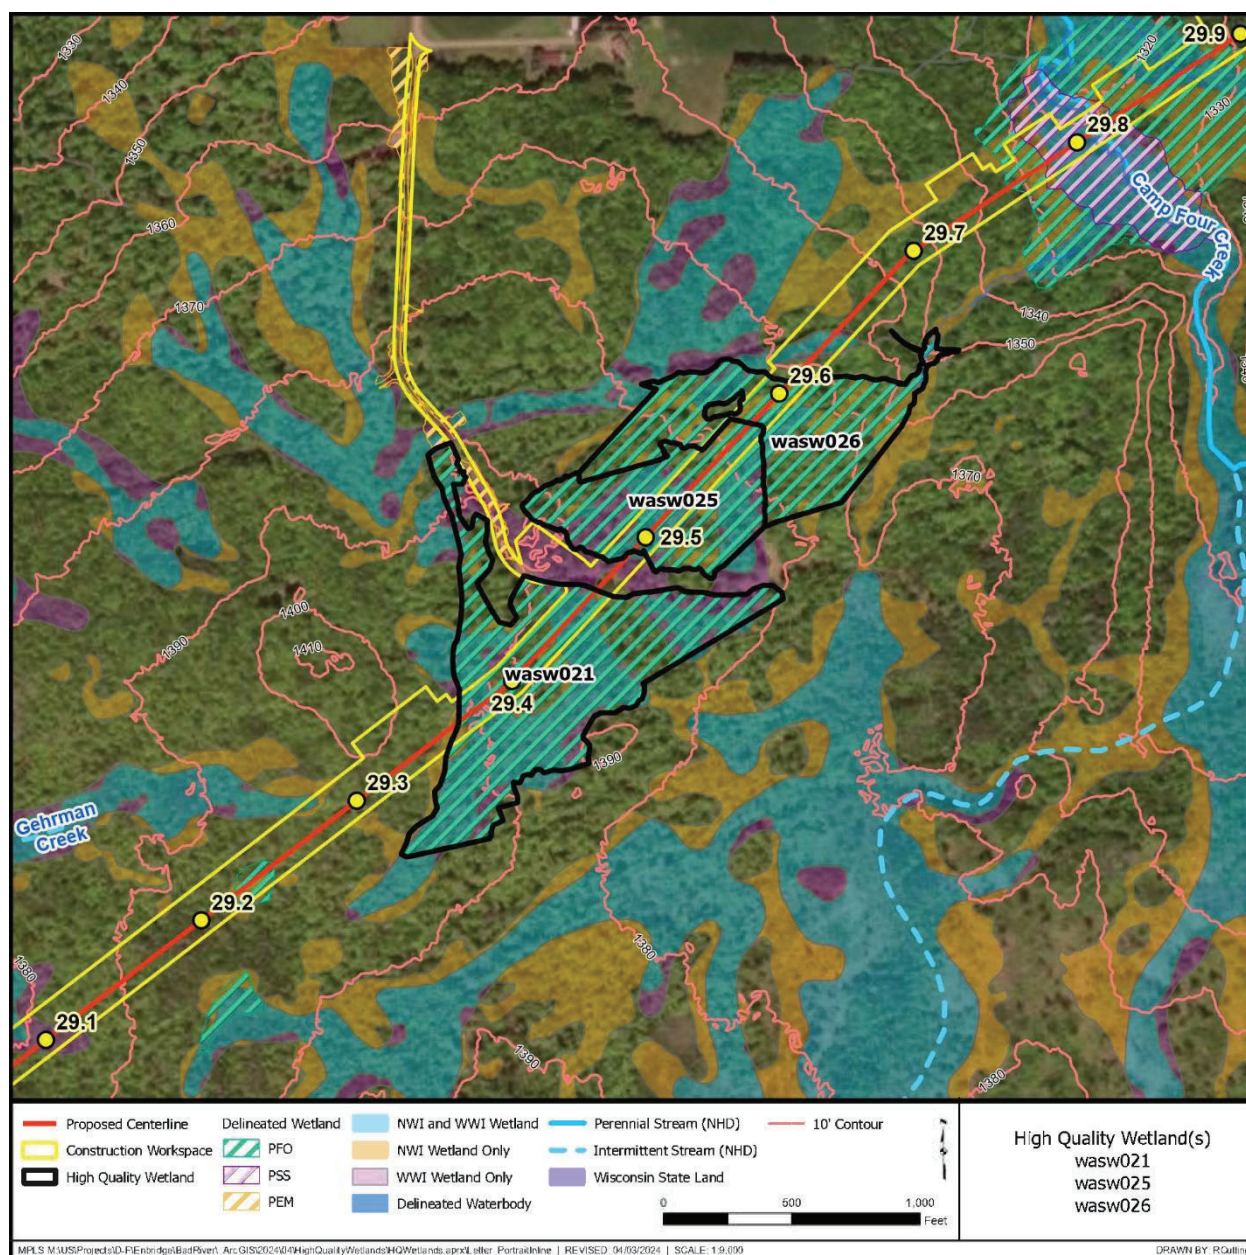 29.9
1320
1330
1340
1330
29.8
1350
1360
Camp Four
Creek
29.7
1370
1340
1350
1340
29.6
wasw026
1370
wasw025
29.5
1400
1390
1410
wasw021
29.4
1390
29.3
Gehrman
Creek
29.2
1380
29.1
1390
1380
Proposed Centerline
Construction Workspace
High Quality Wetland
Delineated Wetland
PFO
PSS
PEM
NWI and WWI Wetland
NWI Wetland Only
WWI Wetland Only
Delineated Waterbody
Perennial Stream (NHD)
Intermittent Stream (NHD)
Wisconsin State Land
10' Contour
0 500 1,000
Feet
High Quality Wetland(s)
wasw021
wasw025
wasw026
REVISED: 04/03/2024 | SCALE: 1:9,000
DRAWN BY: